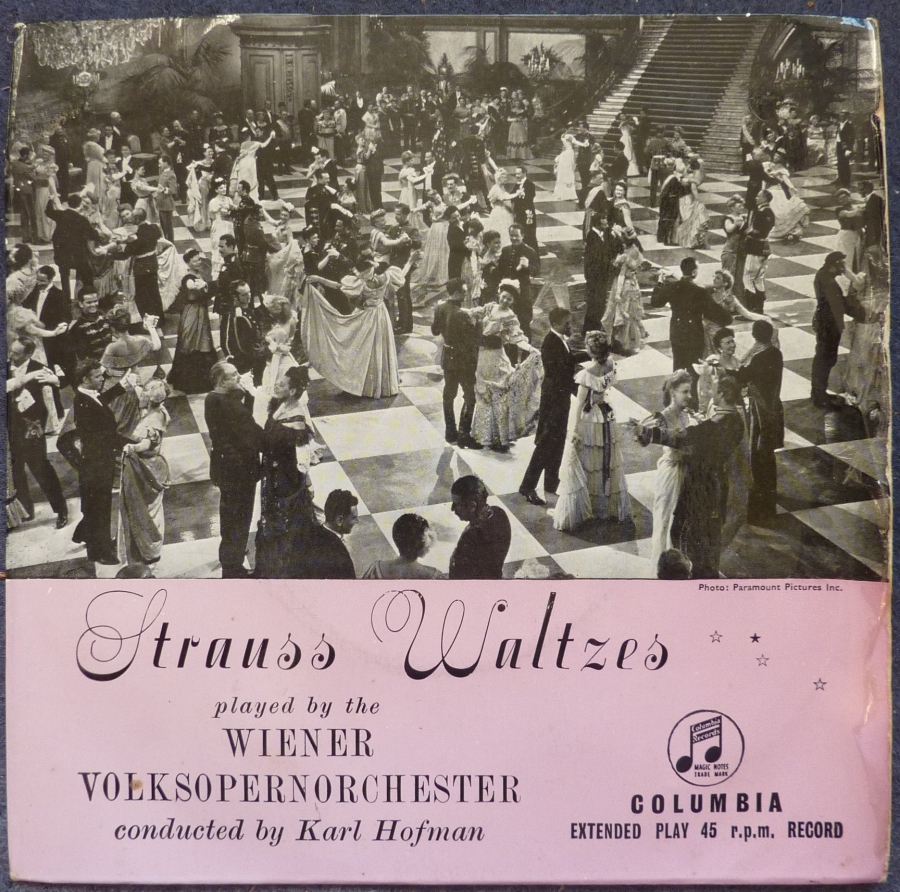 Photo: Paramount Pictures Inc.
Strauss Waltzes
played by the
WIENER
VOLKSOPERNORCHESTER
conducted by Karl Hofman
Columbia
Records
MAGIC NOTES
TRADE MARK
COLUMBIA
EXTENDED PLAY 45 r.p.m. RECORD